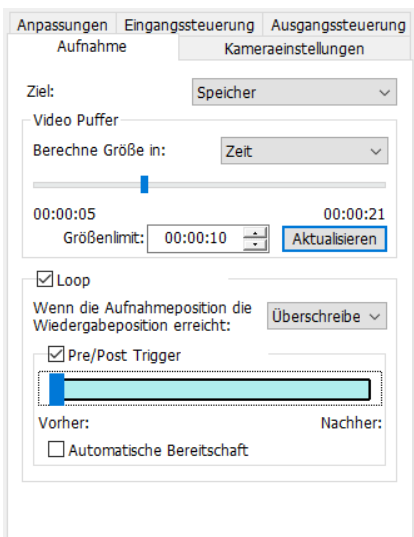 Anpassungen Eingangssteuerung Ausgangssteuerung
Aufnahme Kameraeinstellungen
Ziel: Speicher
Video Puffer
Berechne Größe in: Zeit
00:00:05 00:00:21
Größenlimit: 00:00:10 Aktualisieren
Loop
Wenn die Aufnahmeposition die
Wiedergabeposition erreicht: Überschreibe
Pre/Post Trigger
Vorher: Nachher:
Automatische Bereitschaft